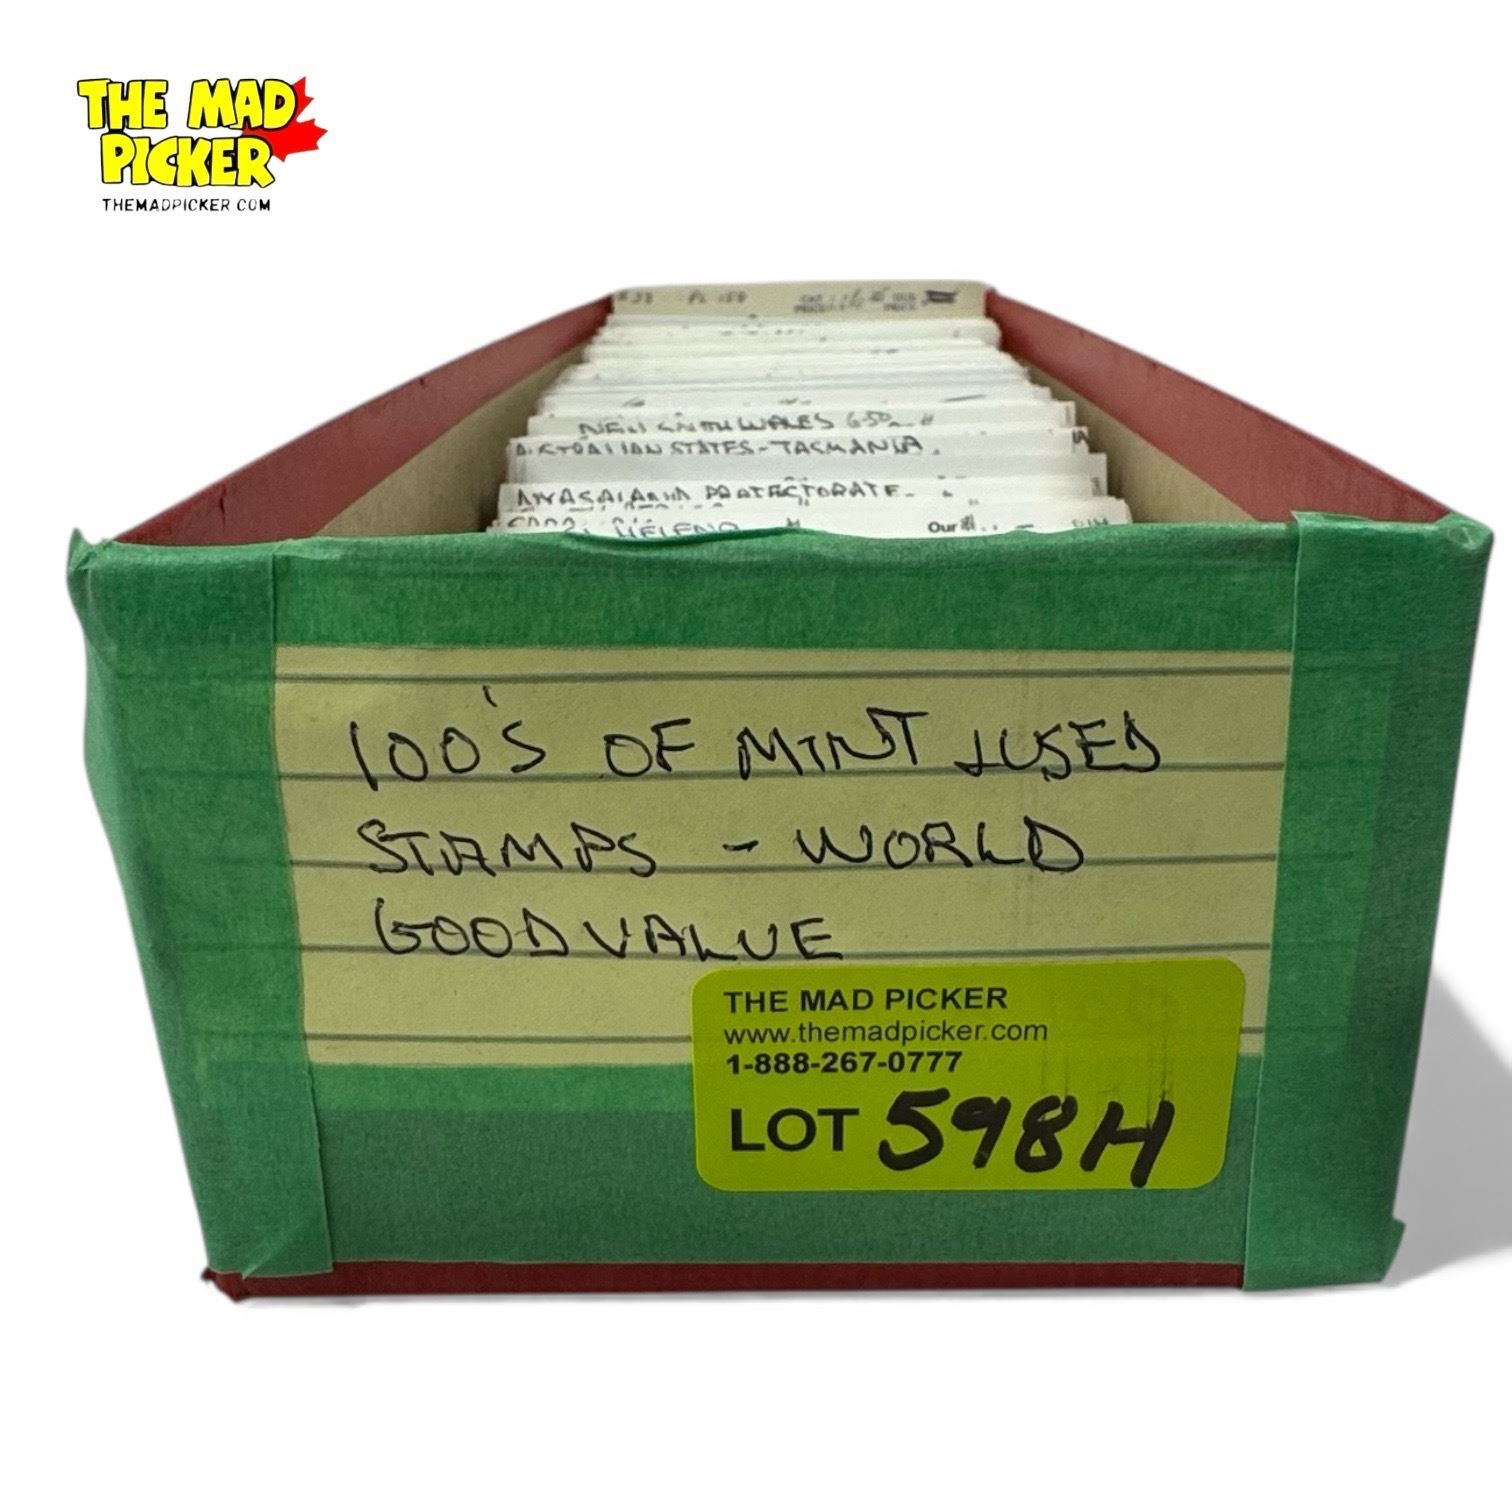 THE MAD
PICKER
THEMADPICKER.COM
NEW SOUTH WALES
AUSTRALIAN STATES - TASMANIA
NYASALAND PROTECTORATE
HELENA
Our
100'S OF MINT & USED
STAMPS - WORLD
GOOD VALUE
THE MAD PICKER
www.themadpicker.com
1-888-267-0777
LOT 598H